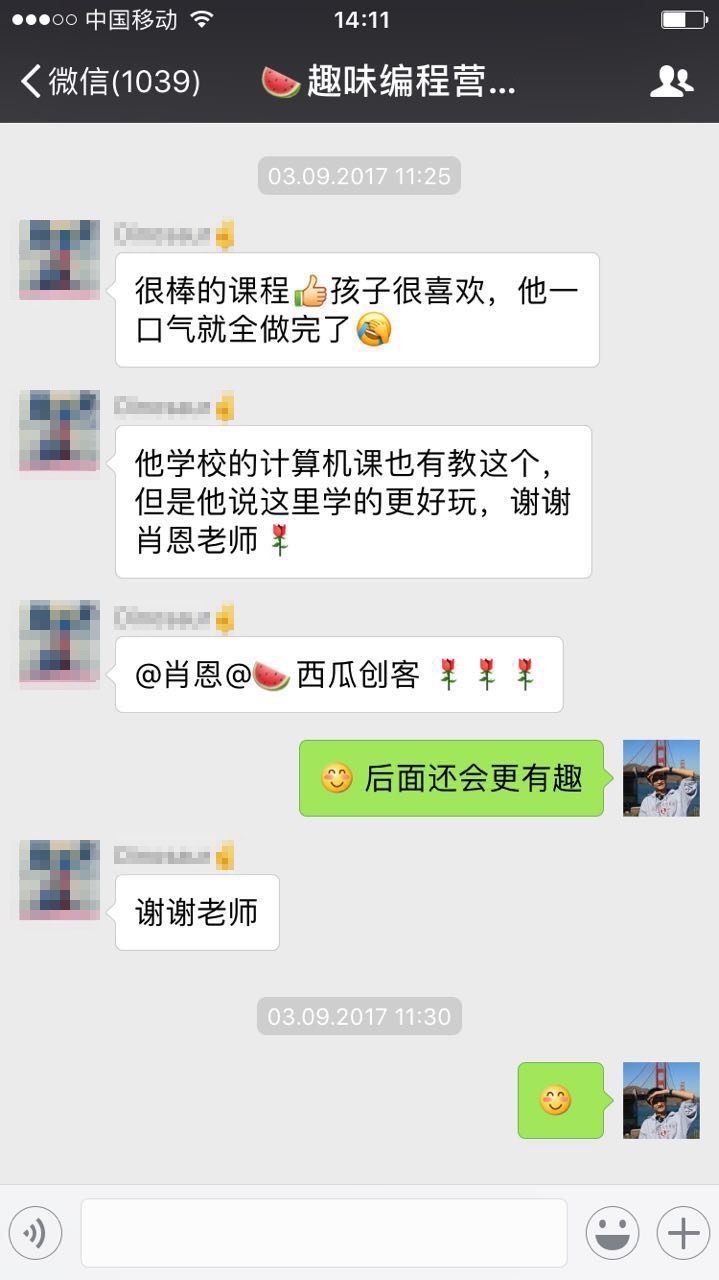 中国移动 14:11
微信(1039) 🍉趣味编程营...
03.09.2017 11:25
很棒的课程👍孩子很喜欢，他一
口气就全做完了🤣
他学校的计算机课也有教这个，
但是他说这里学的更好玩，谢谢
肖恩老师🌹
@肖恩@🍉西瓜创客 🌹 🌹 🌹
😊 后面还会更有趣
谢谢老师
03.09.2017 11:30
😊